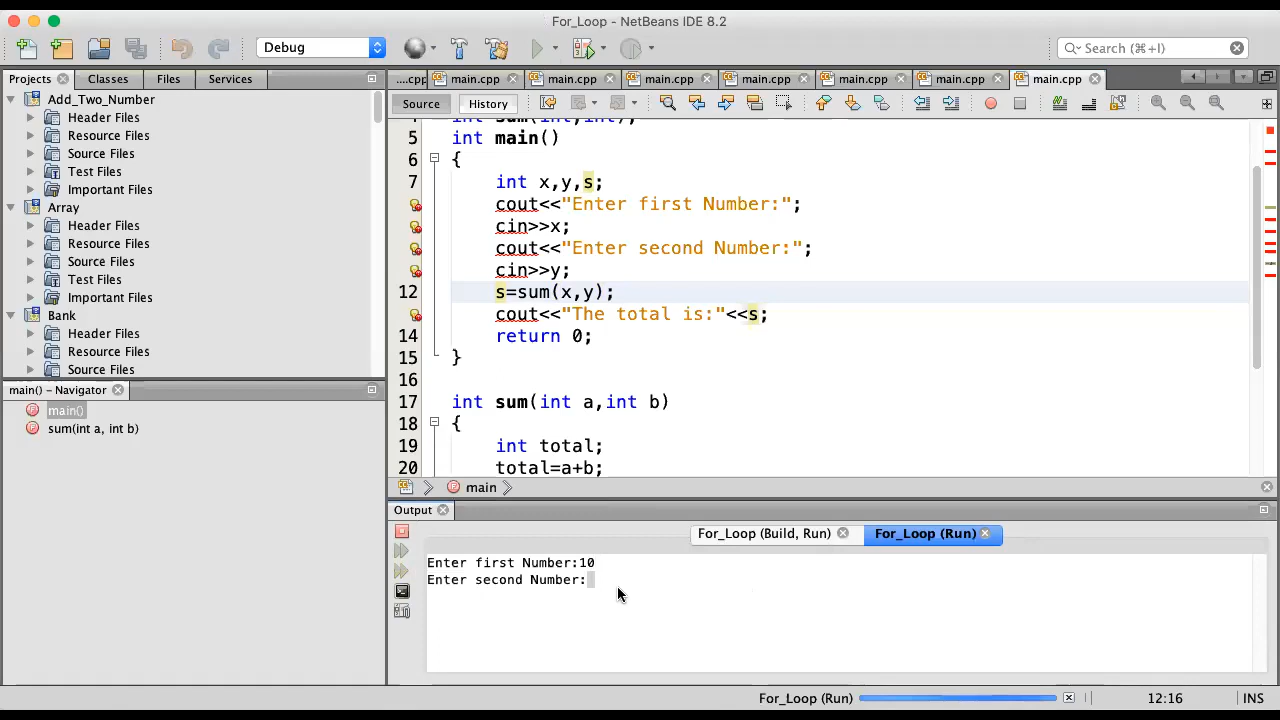 For_Loop - NetBeans IDE 8.2
Debug
Search (⌘+I)
Projects Classes Files Services
....cpp main.cpp main.cpp main.cpp main.cpp main.cpp main.cpp main.cpp
Source History
Add_Two_Number
Header Files
Resource Files
Source Files
Test Files
Important Files
Array
Header Files
Resource Files
Source Files
Test Files
Important Files
Bank
Header Files
Resource Files
Source Files
main() – Navigator
main()
sum(int a, int b)
4 int sum(int,int);
5 int main()
6 {
7 int x,y,s;
cout<<"Enter first Number:";
cin>>x;
cout<<"Enter second Number:";
cin>>y;
12 s=sum(x,y);
cout<<"The total is:"<<s;
14 return 0;
15 }
16
17 int sum(int a,int b)
18 {
19 int total;
20 total=a+b;
main
Output
For_Loop (Build, Run) For_Loop (Run)
Enter first Number:10
Enter second Number:
For_Loop (Run) 12:16 INS